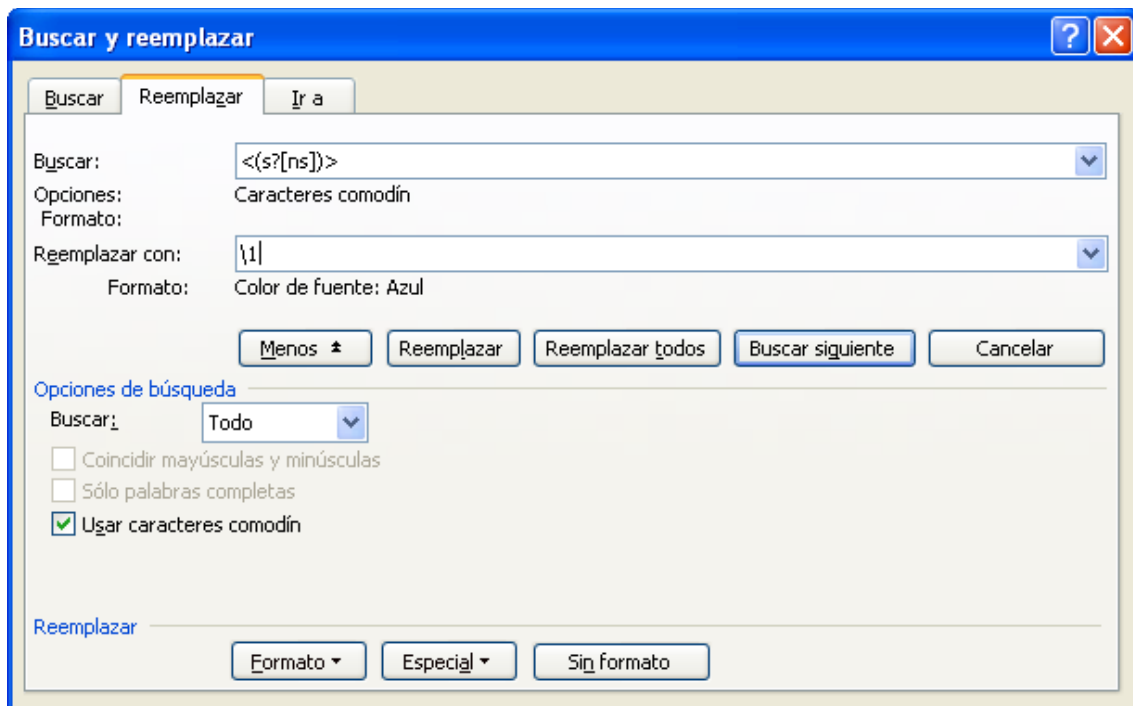 Buscar y reemplazar
Buscar Reemplazar Ir a
Buscar: <(s?[ns])>
Opciones: Caracteres comodín
Formato:
Reemplazar con: \1
Formato: Color de fuente: Azul
Menos Reemplazar Reemplazar todos Buscar siguiente Cancelar
Opciones de búsqueda
Buscar: Todo
Coincidir mayúsculas y minúsculas
Sólo palabras completas
Usar caracteres comodín
Reemplazar
Formato Especial Sin formato